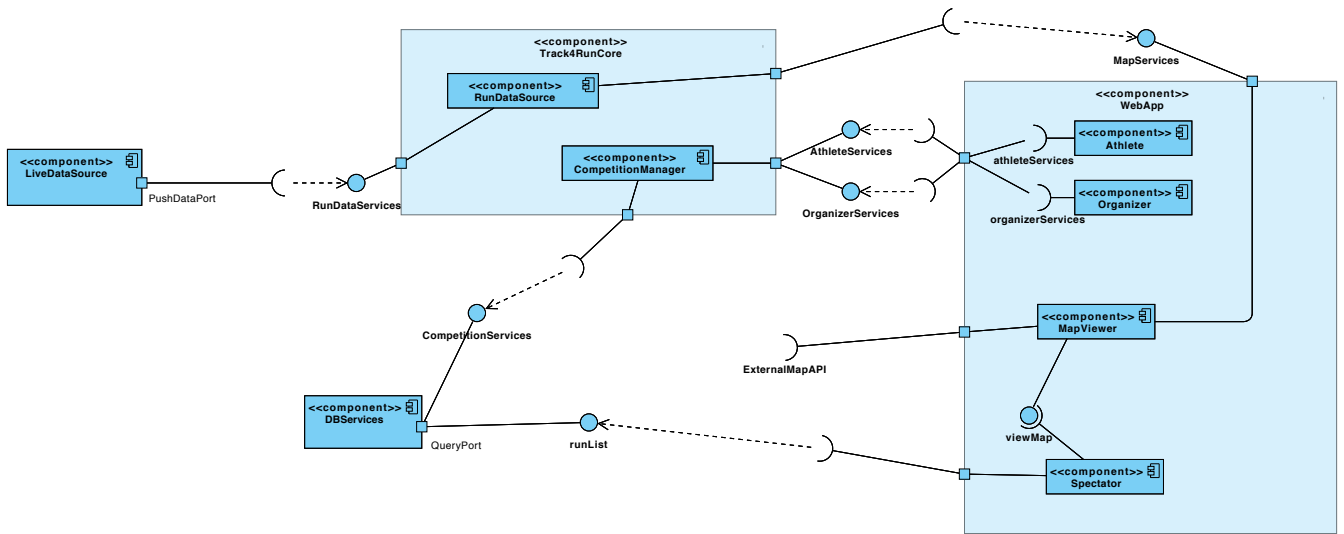 <<component>>
Track4RunCore
<<component>>
RunDataSource
MapServices
<<component>>
WebApp
<<component>>
Athlete
athleteServices
AthleteServices
<<component>>
CompetitionManager
<<component>>
LiveDataSource
PushDataPort
RunDataServices
OrganizerServices
<<component>>
Organizer
organizerServices
CompetitionServices
<<component>>
MapViewer
ExternalMapAPI
<<component>>
DBServices
QueryPort
runList
viewMap
<<component>>
Spectator